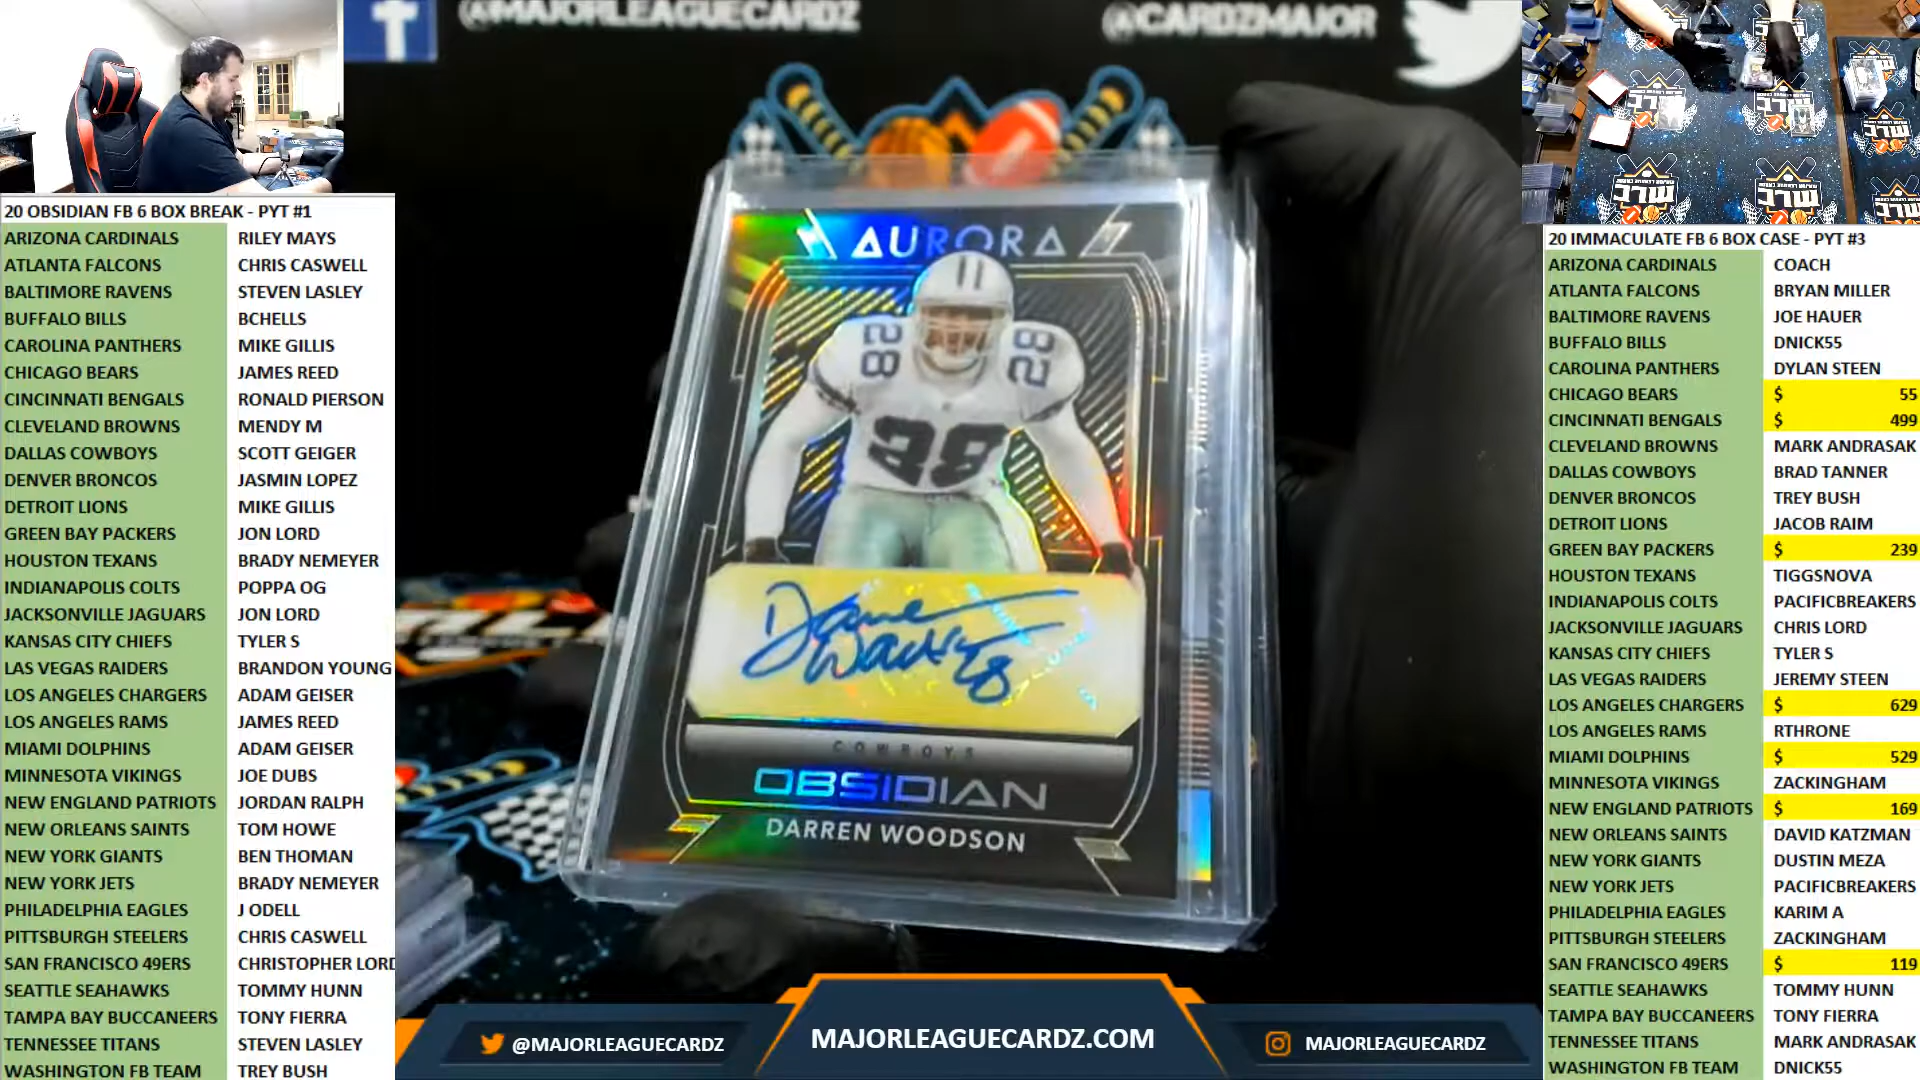 @MAJORLEAGUECARDZ
@CARDZMAJOR
20 OBSIDIAN FB 6 BOX BREAK - PYT #1
ARIZONA CARDINALS RILEY MAYS
ATLANTA FALCONS CHRIS CASWELL
BALTIMORE RAVENS STEVEN LASLEY
BUFFALO BILLS BCHELLS
CAROLINA PANTHERS MIKE GILLIS
CHICAGO BEARS JAMES REED
CINCINNATI BENGALS RONALD PIERSON
CLEVELAND BROWNS MENDY M
DALLAS COWBOYS SCOTT GEIGER
DENVER BRONCOS JASMIN LOPEZ
DETROIT LIONS MIKE GILLIS
GREEN BAY PACKERS JON LORD
HOUSTON TEXANS BRADY NEMEYER
INDIANAPOLIS COLTS POPPA OG
JACKSONVILLE JAGUARS JON LORD
KANSAS CITY CHIEFS TYLER S
LAS VEGAS RAIDERS BRANDON YOUNG
LOS ANGELES CHARGERS ADAM GEISER
LOS ANGELES RAMS JAMES REED
MIAMI DOLPHINS ADAM GEISER
MINNESOTA VIKINGS JOE DUBS
NEW ENGLAND PATRIOTS JORDAN RALPH
NEW ORLEANS SAINTS TOM HOWE
NEW YORK GIANTS BEN THOMAN
NEW YORK JETS BRADY NEMEYER
PHILADELPHIA EAGLES J ODELL
PITTSBURGH STEELERS CHRIS CASWELL
SAN FRANCISCO 49ERS CHRISTOPHER LORD
SEATTLE SEAHAWKS TOMMY HUNN
TAMPA BAY BUCCANEERS TONY FIERRA
TENNESSEE TITANS STEVEN LASLEY
WASHINGTON FB TEAM TREY BUSH
AURORA
28 28
28
COWBOYS
OBSIDIAN
DARREN WOODSON
20 IMMACULATE FB 6 BOX CASE - PYT #3
ARIZONA CARDINALS COACH
ATLANTA FALCONS BRYAN MILLER
BALTIMORE RAVENS JOE HAUER
BUFFALO BILLS DNICK55
CAROLINA PANTHERS DYLAN STEEN
CHICAGO BEARS $ 55
CINCINNATI BENGALS $ 499
CLEVELAND BROWNS MARK ANDRASAK
DALLAS COWBOYS BRAD TANNER
DENVER BRONCOS TREY BUSH
DETROIT LIONS JACOB RAIM
GREEN BAY PACKERS $ 239
HOUSTON TEXANS TIGGSNOVA
INDIANAPOLIS COLTS PACIFICBREAKERS
JACKSONVILLE JAGUARS CHRIS LORD
KANSAS CITY CHIEFS TYLER S
LAS VEGAS RAIDERS JEREMY STEEN
LOS ANGELES CHARGERS $ 629
LOS ANGELES RAMS RTHRONE
MIAMI DOLPHINS $ 529
MINNESOTA VIKINGS ZACKINGHAM
NEW ENGLAND PATRIOTS $ 169
NEW ORLEANS SAINTS DAVID KATZMAN
NEW YORK GIANTS DUSTIN MEZA
NEW YORK JETS PACIFICBREAKERS
PHILADELPHIA EAGLES KARIM A
PITTSBURGH STEELERS ZACKINGHAM
SAN FRANCISCO 49ERS $ 119
SEATTLE SEAHAWKS TOMMY HUNN
TAMPA BAY BUCCANEERS TONY FIERRA
TENNESSEE TITANS MARK ANDRASAK
WASHINGTON FB TEAM DNICK55
@MAJORLEAGUECARDZ
MAJORLEAGUECARDZ.COM
MAJORLEAGUECARDZ